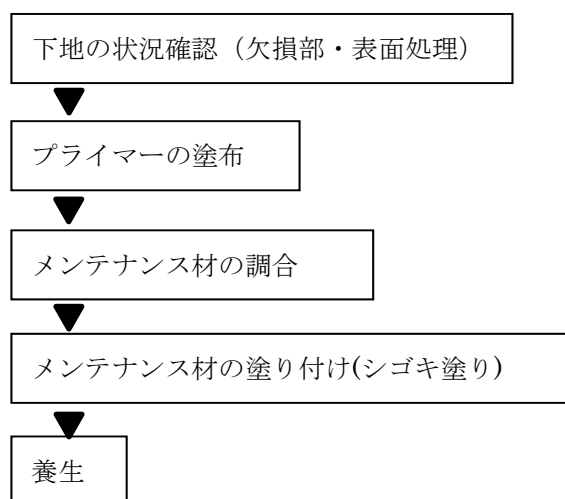 下地の状況確認（欠損部・表面処理）
プライマーの塗布
メンテナンス材の調合
メンテナンス材の塗り付け(シゴキ塗り)
養生